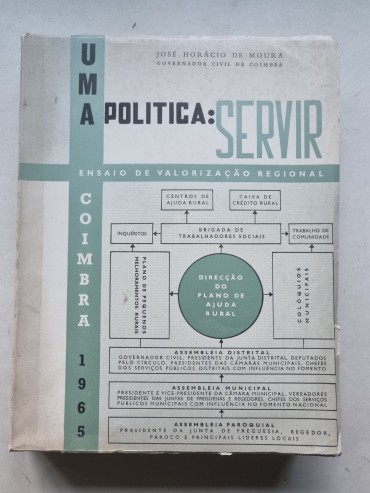 JOSÉ HORÁCIO DE MOURA
GOVERNADOR CIVIL DE COIMBRA
UMA
POLITICA:
SERVIR
ENSAIO DE VALORIZAÇÃO REGIONAL
COIMBRA 1965
CENTROS DE
AJUDA RURAL
CAIXA DE
CRÉDITO RURAL
INQUÉRITOS
BRIGADA DE
TRABALHADORES SOCIAIS
TRABALHO DE
COMUNIDADE
PLANO DE PEQUENOS
MELHORAMENTOS RURAIS
DIRECÇÃO
DO
PLANO DE
AJUDA
RURAL
COLÓQUIOS
MUNICIPAIS
ASSEMBLEIA DISTRITAL
GOVERNADOR CIVIL, PRESIDENTE DA JUNTA DISTRITAL, DEPUTADOS
PELO CÍRCULO, PRESIDENTES DAS CÂMARAS MUNICIPAIS, CHEFES
DOS SERVIÇOS PÚBLICOS DISTRITAIS COM INFLUÊNCIA NO FOMENTO
ASSEMBLEIA MUNICIPAL
PRESIDENTE E VICE-PRESIDENTE DA CÂMARA MUNICIPAL, VEREADORES
PRESIDENTES DAS JUNTAS DE FREGUESIAS E REGEDORES, CHEFES DOS SERVIÇOS
PÚBLICOS MUNICIPAIS COM INFLUÊNCIA NO FOMENTO NACIONAL
ASSEMBLEIA PAROQUIAL
PRESIDENTE DA JUNTA DE FREGUESIA, REGEDOR,
PÁROCO E PRINCIPAIS LIDERES LOCAIS